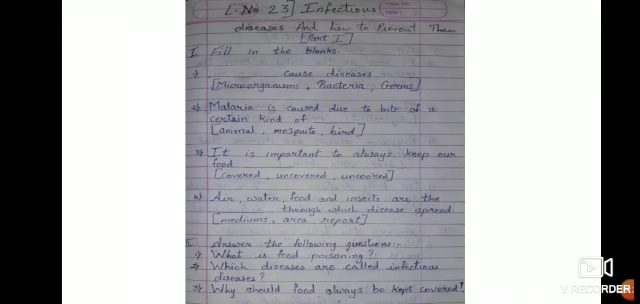 L-No 23] Infectious
diseases And how to Prevent Them
[Part I]
I Fill in the blanks.
1) cause diseases
[Microorganisms, Bacteria, Germs]
2) Malaria is caused due to bite of a
certain kind of
[animal, mosquito, bird]
3) It is important to always keep our
food
[covered, uncovered, uncooked]
4) Air, water, food and insects are the
through which disease spread.
[mediums, area, report]
II Answer the following questions:
1) What is food poisoning?
2) Which diseases are called infectious
diseases?
3) Why should food always be kept covered?
V RECORDER